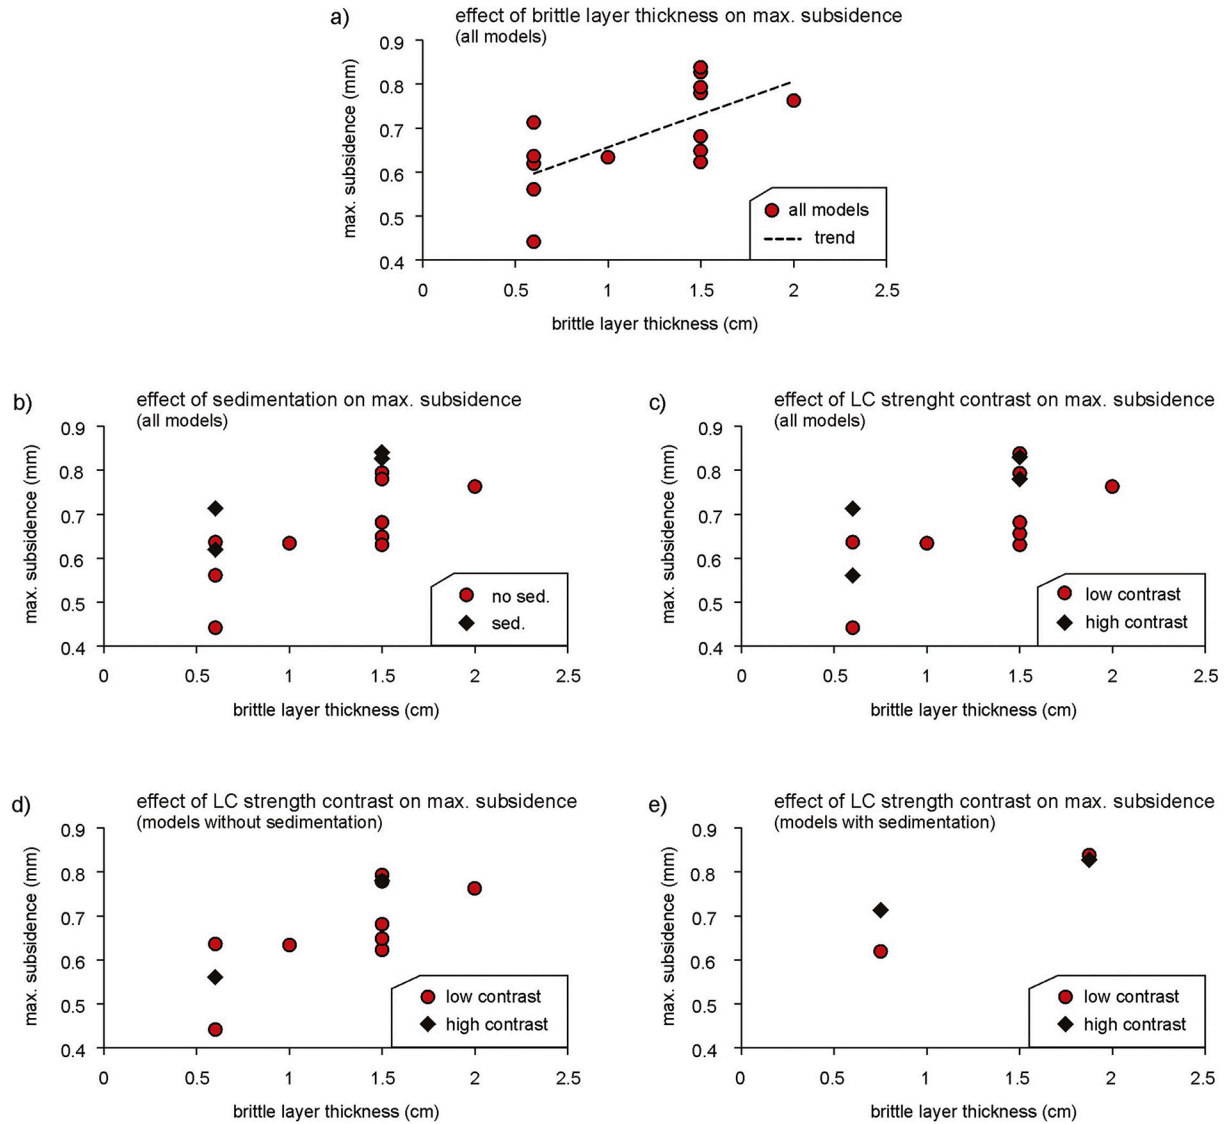 a)
effect of brittle layer thickness on max. subsidence
(all models)
max. subsidence (mm)
0.9
0.8
0.7
0.6
0.5
0.4
all models
trend
0 0.5 1 1.5 2 2.5
brittle layer thickness (cm)
b)
effect of sedimentation on max. subsidence
(all models)
max. subsidence (mm)
0.9
0.8
0.7
0.6
0.5
0.4
no sed.
sed.
0 0.5 1 1.5 2 2.5
brittle layer thickness (cm)
c)
effect of LC strenght contrast on max. subsidence
(all models)
max. subsidence (mm)
0.9
0.8
0.7
0.6
0.5
0.4
low contrast
high contrast
0 0.5 1 1.5 2 2.5
brittle layer thickness (cm)
d)
effect of LC strength contrast on max. subsidence
(models without sedimentation)
max. subsidence (mm)
0.9
0.8
0.7
0.6
0.5
0.4
low contrast
high contrast
0 0.5 1 1.5 2 2.5
brittle layer thickness (cm)
e)
effect of LC strength contrast on max. subsidence
(models with sedimentation)
max. subsidence (mm)
0.9
0.8
0.7
0.6
0.5
0.4
low contrast
high contrast
0 0.5 1 1.5 2 2.5
brittle layer thickness (cm)